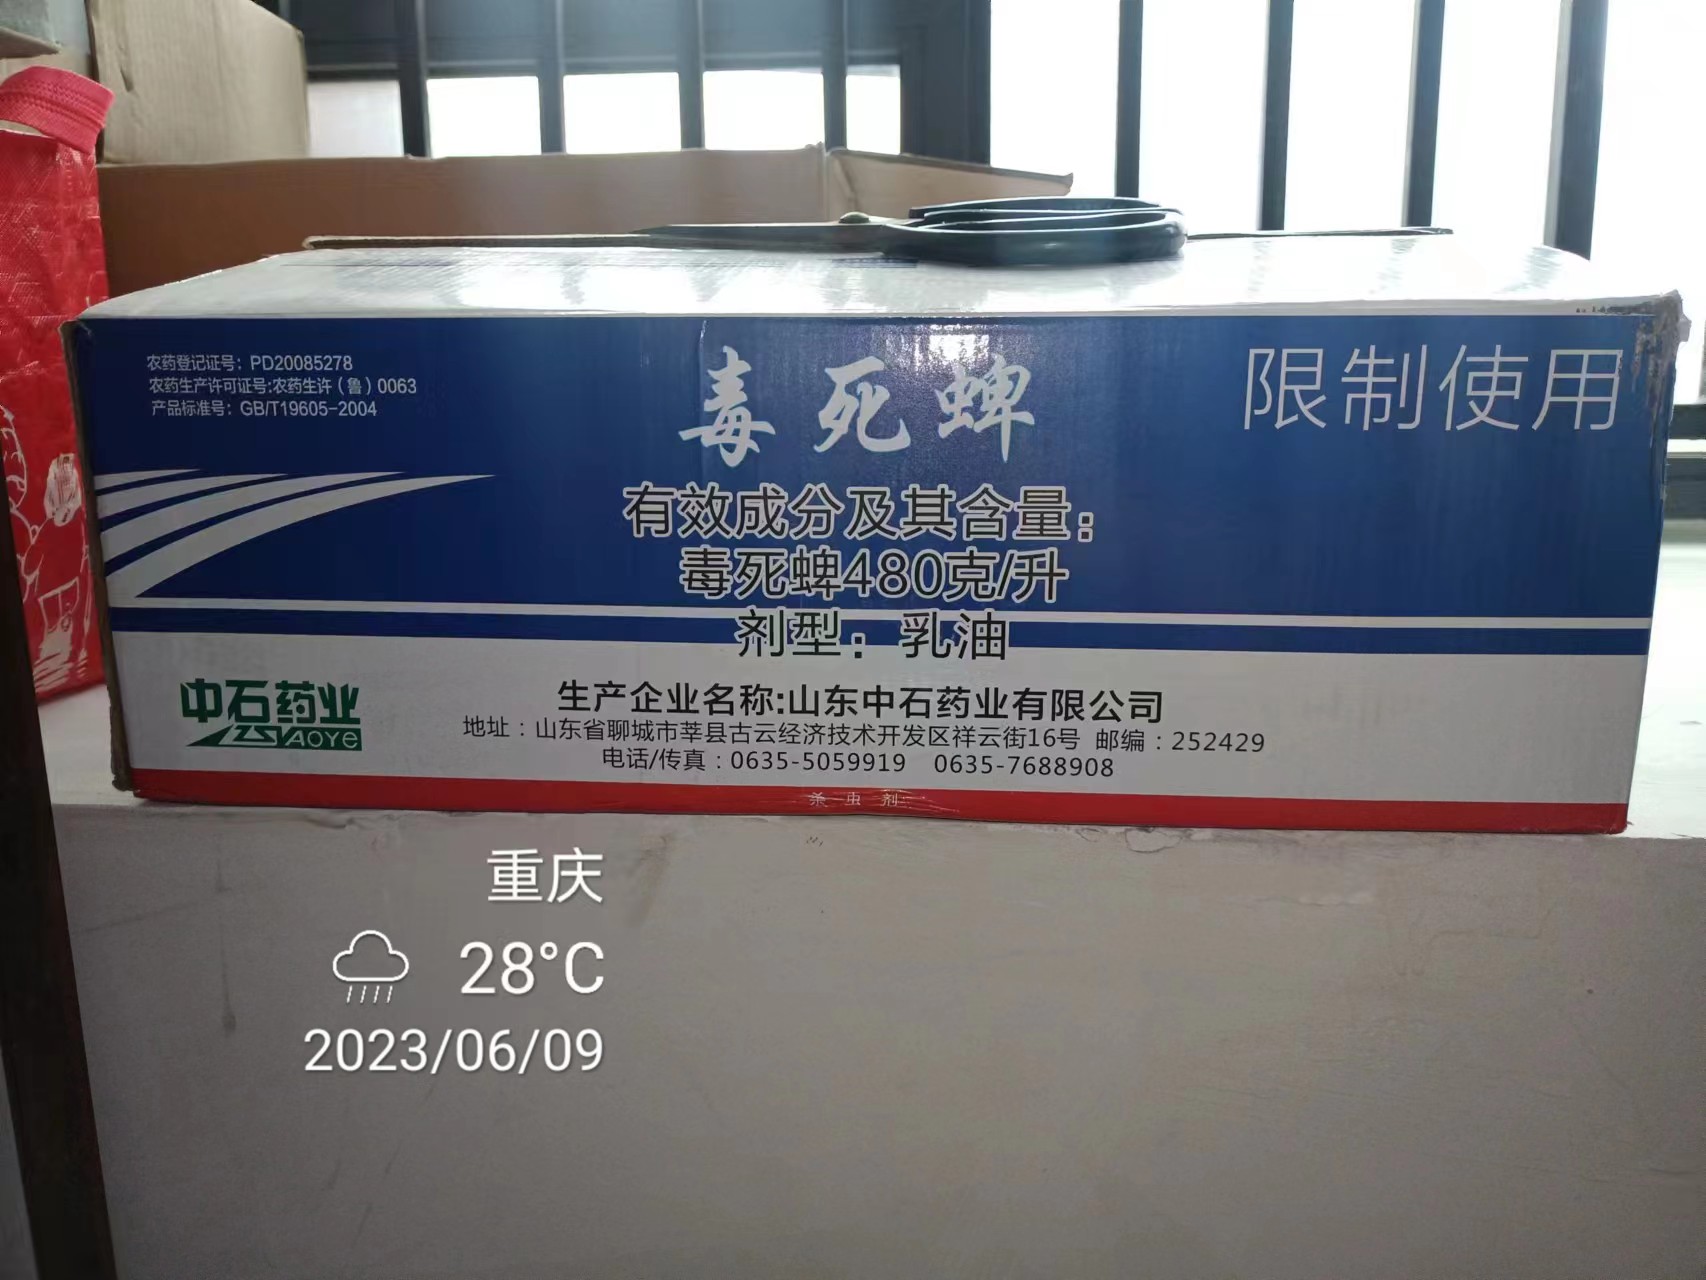 农药登记证号：PD20085278
农药生产许可证号:农药生许（鲁）0063
产品标准号：GB/T19605-2004
毒死蜱
限制使用
有效成分及其含量：
毒死蜱480克/升
剂型：乳油
中石药业
YAOYE
生产企业名称:山东中石药业有限公司
地址：山东省聊城市莘县古云经济技术开发区祥云街16号 邮编：252429
电话/传真：0635-5059919 0635-7688908
杀虫剂
重庆
28°C
2023/06/09